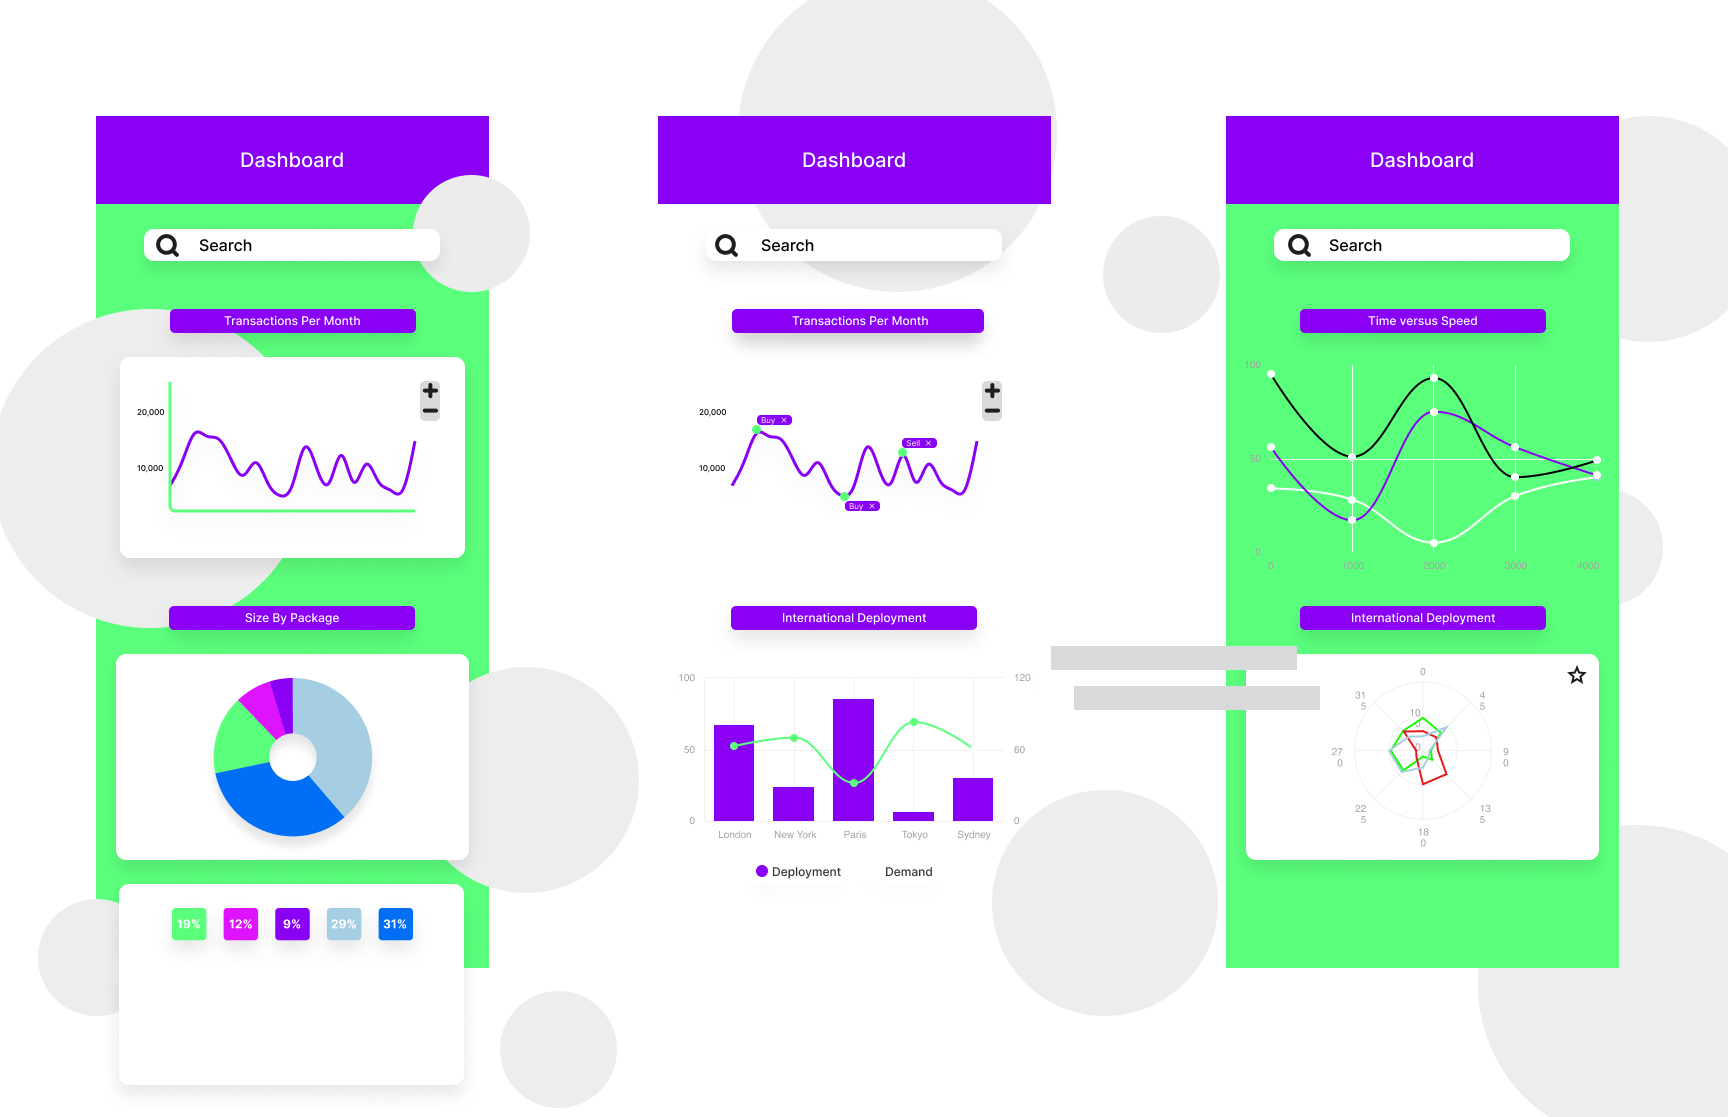 Dashboard
Search
Transactions Per Month
20,000
10,000
Size By Package
19% 12% 9% 29% 31%
Dashboard
Search
Transactions Per Month
20,000
10,000
Buy ×
Sell ×
Buy ×
International Deployment
100 120
50 60
0 0
London New York Paris Tokyo Sydney
Deployment Demand
Dashboard
Search
Time versus Speed
100
50
0
0 1000 2000 3000 4000
International Deployment
0
31
5
4
5
10
0
0
27
0
9
0
22
5
13
5
18
0